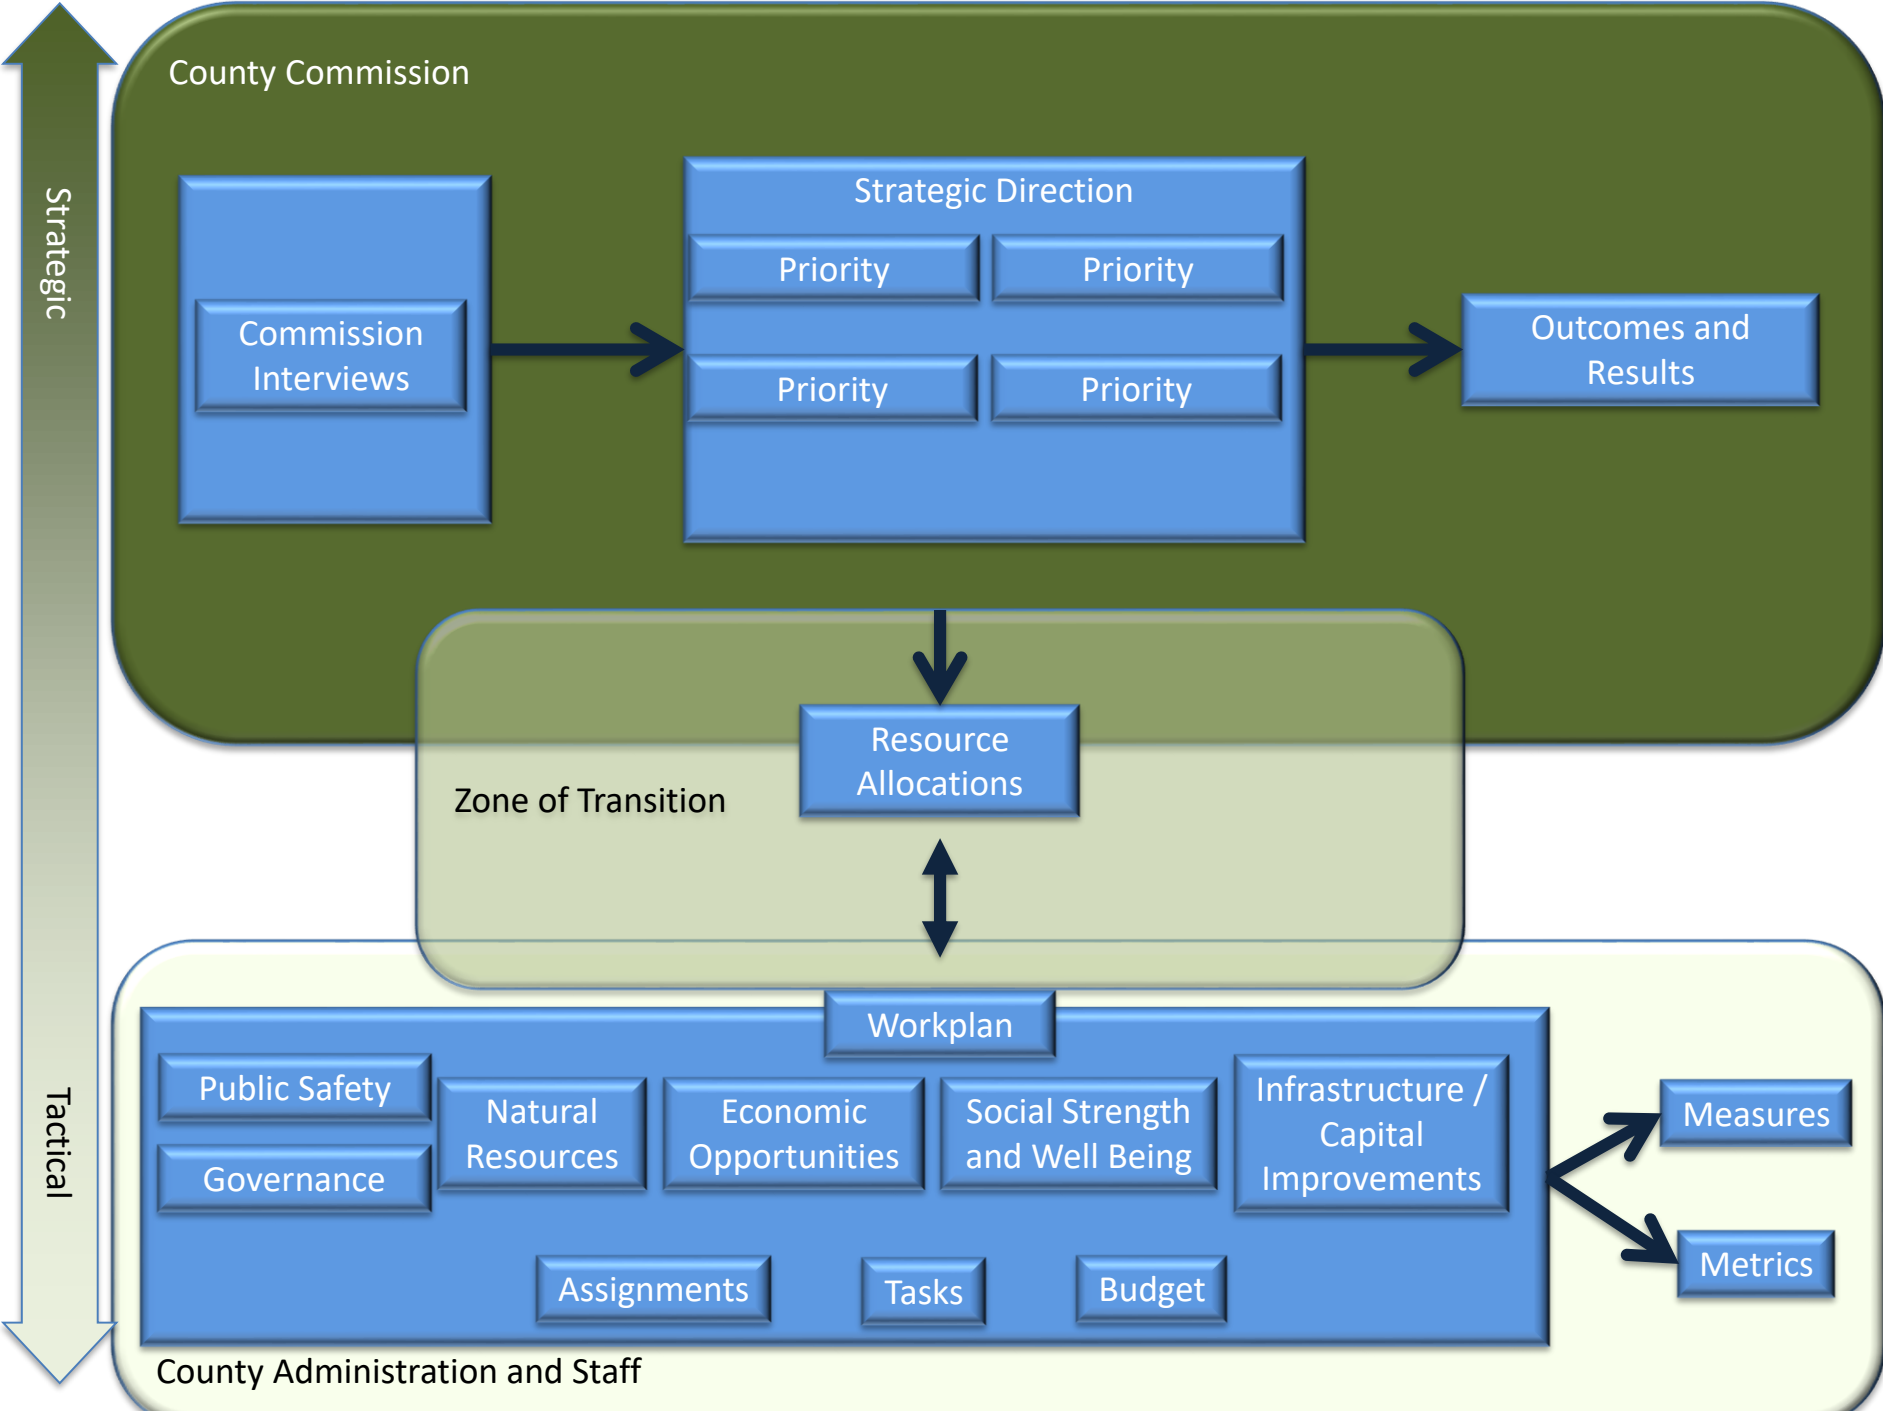 County Commission
Strategic
Strategic Direction
Priority
Priority
Commission
Interviews
Priority
Priority
Outcomes and
Results
Resource
Allocations
Zone of Transition
Workplan
Public Safety
Governance
Natural
Resources
Economic
Opportunities
Social Strength
and Well Being
Infrastructure /
Capital
Improvements
Measures
Metrics
Tactical
Assignments
Tasks
Budget
County Administration and Staff